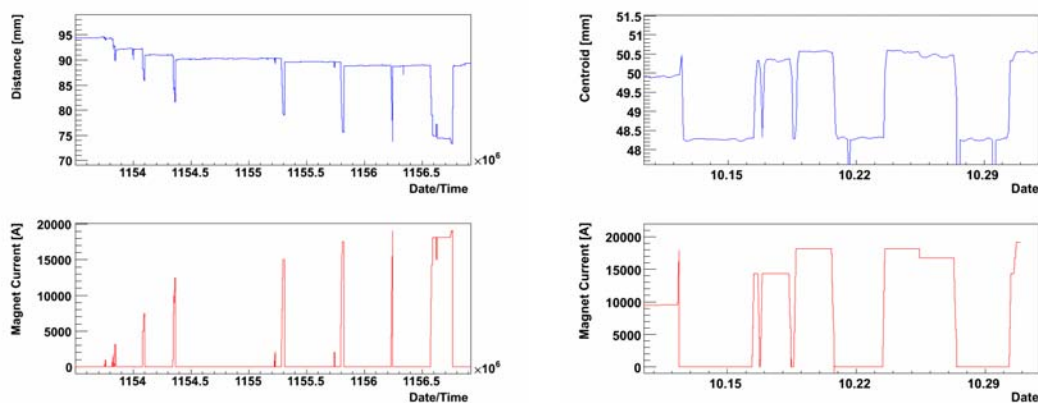 Distance [mm]
95
90
85
80
75
70
1154 1154.5 1155 1155.5 1156 1156.5
×10⁶
Date/Time
Centroid [mm]
51.5
51
50.5
50
49.5
49
48.5
48
10.15 10.22 10.29
Date
Magnet Current [A]
20000
15000
10000
5000
0
1154 1154.5 1155 1155.5 1156 1156.5
×10⁶
Date/Time
Magnet Current [A]
20000
15000
10000
5000
0
10.15 10.22 10.29
Date